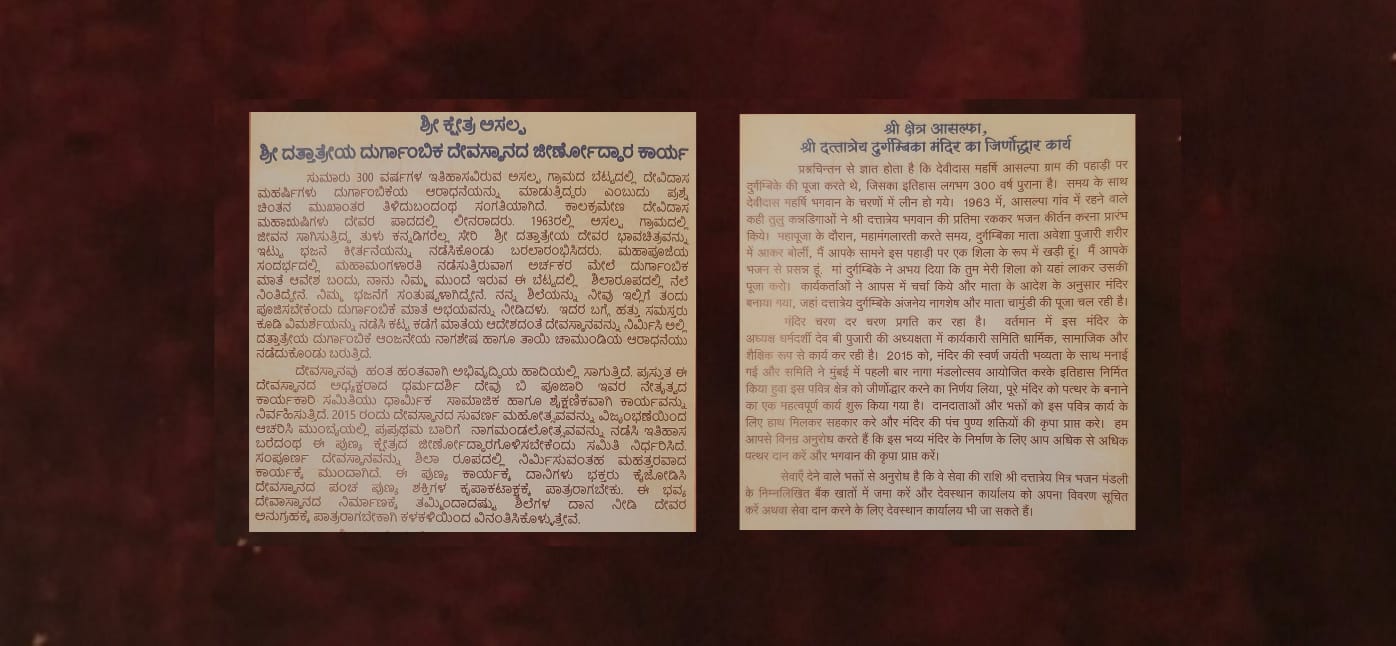 ಶ್ರೀ ಕ್ಷೇತ್ರ ಅಸಲ್ಪ
ಶ್ರೀ ದತ್ತಾತ್ರೇಯ ದುರ್ಗಾಂಬಿಕ ದೇವಸ್ಥಾನದ ಜೀರ್ಣೋದ್ಧಾರ ಕಾರ್ಯ
ಸುಮಾರು 300 ವರ್ಷಗಳ ಇತಿಹಾಸವಿರುವ ಅಸಲ್ಪ ಗ್ರಾಮದ ಬೆಟ್ಟದಲ್ಲಿ ದೇವಿದಾಸ
ಮಹರ್ಷಿಗಳು ದುರ್ಗಾಂಬಿಕೆಯ ಆರಾಧನೆಯನ್ನು ಮಾಡುತ್ತಿದ್ದರು ಎಂಬುದು ಪ್ರಶ್ನೆ
ಚಿಂತನ ಮುಖಾಂತರ ತಿಳಿದುಬಂದಂಥ ಸಂಗತಿಯಾಗಿದೆ. ಕಾಲಕ್ರಮೇಣ ದೇವಿದಾಸ
ಮಹಾಋಷಿಗಳು ದೇವರ ಪಾದದಲ್ಲಿ ಲೀನರಾದರು. 1963ರಲ್ಲಿ ಅಸಲ್ಪ ಗ್ರಾಮದಲ್ಲಿ
ಜೀವನ ಸಾಗಿಸುತ್ತಿದ್ದ ತುಳು ಕನ್ನಡಿಗರೆಲ್ಲ ಸೇರಿ ಶ್ರೀ ದತ್ತಾತ್ರೇಯ ದೇವರ ಭಾವಚಿತ್ರವನ್ನು
ಇಟ್ಟು ಭಜನೆ ಕೀರ್ತನೆಯನ್ನು ನಡೆಸಿಕೊಂಡು ಬರಲಾರಂಭಿಸಿದರು. ಮಹಾಪೂಜೆಯ
ಸಂದರ್ಭದಲ್ಲಿ ಮಹಾಮಂಗಳಾರತಿ ನಡೆಸುತ್ತಿರುವಾಗ ಅರ್ಚಕರ ಮೇಲೆ ದುರ್ಗಾಂಬಿಕ
ಮಾತೆ ಆವೇಶ ಬಂದು, ನಾನು ನಿಮ್ಮ ಮುಂದೆ ಇರುವ ಈ ಬೆಟ್ಟದಲ್ಲಿ ಶಿಲಾರೂಪದಲ್ಲಿ ನೆಲೆ
ನಿಂತಿದ್ದೇನೆ. ನಿಮ್ಮ ಭಜನೆಗೆ ಸಂತುಷ್ಟಳಾಗಿದ್ದೇನೆ. ನನ್ನ ಶಿಲೆಯನ್ನು ನೀವು ಇಲ್ಲಿಗೆ ತಂದು
ಪೂಜಿಸಬೇಕೆಂದು ದುರ್ಗಾಂಬಿಕೆ ಮಾತೆ ಅಭಯವನ್ನು ನೀಡಿದಳು. ಇದರ ಬಗ್ಗೆ ಹತ್ತು ಸಮಸ್ತರು
ಕೂಡಿ ವಿಮರ್ಶೆಯನ್ನು ನಡೆಸಿ ಕಟ್ಟ ಕಡೆಗೆ ಮಾತೆಯ ಆದೇಶದಂತೆ ದೇವಸ್ಥಾನವನ್ನು ನಿರ್ಮಿಸಿ ಅಲ್ಲಿ
ದತ್ತಾತ್ರೇಯ ದುರ್ಗಾಂಬಿಕೆ ಆಂಜನೇಯ ನಾಗಶೇಷ ಹಾಗೂ ತಾಯಿ ಚಾಮುಂಡಿಯ ಆರಾಧನೆಯು
ನಡೆದುಕೊಂಡು ಬರುತ್ತಿದೆ.
ದೇವಸ್ಥಾನವು ಹಂತ ಹಂತವಾಗಿ ಅಭಿವೃದ್ಧಿಯ ಹಾದಿಯಲ್ಲಿ ಸಾಗುತ್ತಿದೆ. ಪ್ರಸ್ತುತ ಈ
ದೇವಸ್ಥಾನದ ಅಧ್ಯಕ್ಷರಾದ ಧರ್ಮದರ್ಶಿ ದೇವು ಬಿ ಪೂಜಾರಿ ಇವರ ನೇತೃತ್ವದ
ಕಾರ್ಯಕಾರಿ ಸಮಿತಿಯು ಧಾರ್ಮಿಕ ಸಾಮಾಜಿಕ ಹಾಗೂ ಶೈಕ್ಷಣಿಕವಾಗಿ ಕಾರ್ಯವನ್ನು
ನಿರ್ವಹಿಸುತ್ತಿದೆ. 2015 ರಂದು ದೇವಸ್ಥಾನದ ಸುವರ್ಣ ಮಹೋತ್ಸವವನ್ನು ವಿಜೃಂಭಣೆಯಿಂದ
ಆಚರಿಸಿ ಮುಂಬೈಯಲ್ಲಿ ಪ್ರಪ್ರಥಮ ಬಾರಿಗೆ ನಾಗಮಂಡಲೋತ್ಸವವನ್ನು ನಡೆಸಿ ಇತಿಹಾಸ
ಬರೆದಂಥ ಈ ಪುಣ್ಯ ಕ್ಷೇತ್ರದ ಜೀರ್ಣೋದ್ಧಾರಗೊಳಿಸಬೇಕೆಂದು ಸಮಿತಿ ನಿರ್ಧರಿಸಿದೆ.
ಸಂಪೂರ್ಣ ದೇವಸ್ಥಾನವನ್ನು ಶಿಲಾ ರೂಪದಲ್ಲಿ ನಿರ್ಮಿಸುವಂತಹ ಮಹತ್ತರವಾದ
ಕಾರ್ಯಕ್ಕೆ ಮುಂದಾಗಿದೆ. ಈ ಪುಣ್ಯ ಕಾರ್ಯಕ್ಕೆ ದಾನಿಗಳು ಭಕ್ತರು ಕೈಜೋಡಿಸಿ
ದೇವಸ್ಥಾನದ ಪಂಚ ಪುಣ್ಯ ಶಕ್ತಿಗಳ ಕೃಪಾಕಟಾಕ್ಷಕ್ಕೆ ಪಾತ್ರರಾಗಬೇಕು. ಈ ಭವ್ಯ
ದೇವಾಸ್ಥಾನದ ನಿರ್ಮಾಣಕ್ಕೆ ತಮ್ಮಿಂದಾದಷ್ಟು ಶಿಲೆಗಳ ದಾನ ನೀಡಿ ದೇವರ
ಅನುಗ್ರಹಕ್ಕೆ ಪಾತ್ರರಾಗಬೇಕಾಗಿ ಕಳಕಳಿಯಿಂದ ವಿನಂತಿಸಿಕೊಳ್ಳುತ್ತೇವೆ.
श्री क्षेत्र आसल्फा,
श्री दत्तात्रेय दुर्गम्बिका मंदिर का जिर्णोद्धार कार्य
प्रश्नचिन्तन से ज्ञात होता है कि देवीदास महर्षि आसल्पा ग्राम की पहाड़ी पर
दुर्गम्बिके की पूजा करते थे, जिसका इतिहास लगभग 300 वर्ष पुराना है। समय के साथ
देवीदास महर्षि भगवान के चरणों में लीन हो गये। 1963 में, आसल्पा गांव में रहने वाले
कही तुलु कन्नडिगाओं ने श्री दत्तात्रेय भगवान की प्रतिमा रककर भजन कीर्तन करना प्रारंभ
किये। महापूजा के दौरान, महामंगलारती करते समय, दुर्गम्बिका माता अवेशा पुजारी शरीर
में आकर बोलीं, मैं आपके सामने इस पहाड़ी पर एक शिला के रूप में खड़ी हूं। मैं आपके
भजन से प्रसन्न हूं. मां दुर्गम्बिके ने अभय दिया कि तुम मेरी शिला को यहां लाकर उसकी
पूजा करो। कार्यकर्ताओं ने आपस में चर्चा किये और माता के आदेश के अनुसार मंदिर
बनाया गया, जहां दत्तात्रेय दुर्गम्बिके अंजनेय नागशेष और माता चामुंडी की पूजा चल रही है।
मंदिर चरण दर चरण प्रगति कर रहा है। वर्तमान में इस मंदिर के
अध्यक्ष धर्मदर्शी देव बी पुजारी की अध्यक्षता में कार्यकारी समिति धार्मिक, सामाजिक और
शैक्षिक रूप से कार्य कर रही है। 2015 को, मंदिर की स्वर्ण जयंती भव्यता के साथ मनाई
गई और समिति ने मुंबई में पहली बार नागा मंडलोत्सव आयोजित करके इतिहास निर्मित
किया हुवा इस पवित्र क्षेत्र को जीर्णोद्धार करने का निर्णय लिया, पूरे मंदिर को पत्थर के बनाने
का एक महत्वपूर्ण कार्य शुरू किया गया है। दानदाताओं और भक्तों को इस पवित्र कार्य के
लिए हाथ मिलकर सहकार करे और मंदिर की पंच पुण्य शक्तियों की कृपा प्राप्त करे। हम
आपसे विनम्र अनुरोध करते हैं कि इस भव्य मंदिर के निर्माण के लिए आप अधिक से अधिक
पत्थर दान करें और भगवान की कृपा प्राप्त करें।
सेवाएँ देने वाले भक्तों से अनुरोध है कि वे सेवा की राशि श्री दत्तात्रेय मित्र भजन मंडली
के निम्नलिखित बैंक खातों में जमा करें और देवस्थान कार्यालय को अपना विवरण सूचित
करें अथवा सेवा दान करने के लिए देवस्थान कार्यालय भी जा सकते हैं।